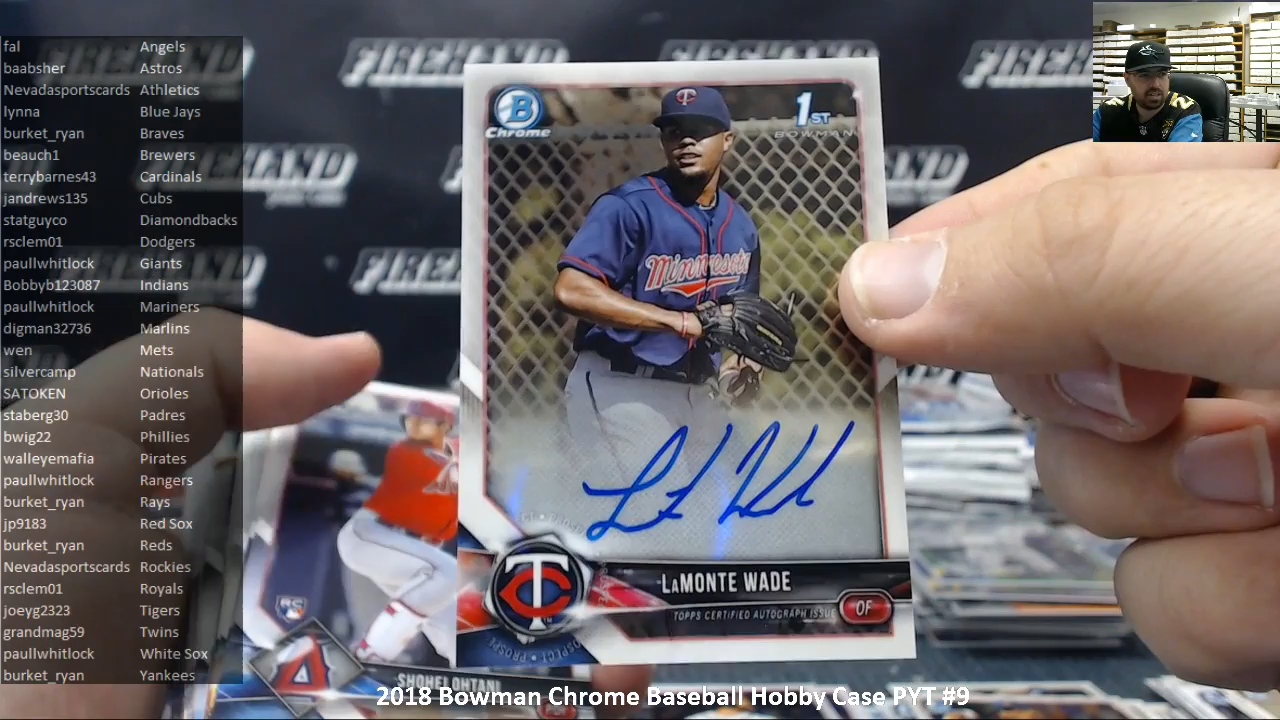 fal Angels
baabsher Astros
Nevadasportscards Athletics
lynna Blue Jays
burket_ryan Braves
beauch1 Brewers
terrybarnes43 Cardinals
jandrews135 Cubs
statguyco Diamondbacks
rsclem01 Dodgers
paullwhitlock Giants
Bobbyb123087 Indians
paullwhitlock Mariners
digman32736 Marlins
wen Mets
silvercamp Nationals
SATOKEN Orioles
staberg30 Padres
bwig22 Phillies
walleyemafia Pirates
paullwhitlock Rangers
burket_ryan Rays
jp9183 Red Sox
burket_ryan Reds
Nevadasportscards Rockies
rsclem01 Royals
joeyg2323 Tigers
grandmag59 Twins
paullwhitlock White Sox
burket_ryan Yankees
FIREHAND
B
Chrome
1ST
BOWMAN
Minnesota
TC
LAMONTE WADE
TOPPS CERTIFIED AUTOGRAPH ISSUE
OF
RC
SHOHEI OHTANI
2018 Bowman Chrome Baseball Hobby Case PYT #9